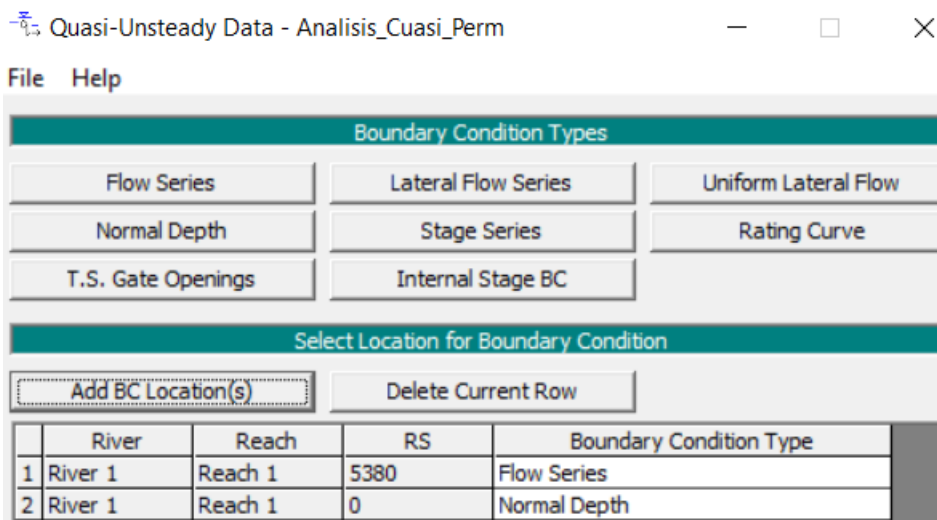 Quasi-Unsteady Data - Analisis_Cuasi_Perm
File Help
Boundary Condition Types
Flow Series Lateral Flow Series Uniform Lateral Flow
Normal Depth Stage Series Rating Curve
T.S. Gate Openings Internal Stage BC
Select Location for Boundary Condition
Add BC Location(s) Delete Current Row
River Reach RS Boundary Condition Type
1 River 1 Reach 1 5380 Flow Series
2 River 1 Reach 1 0 Normal Depth